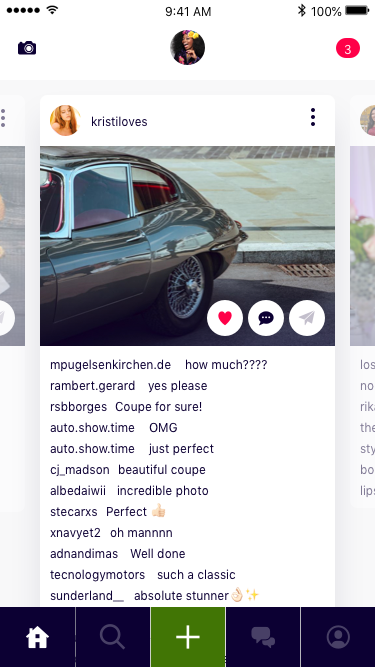 9:41 AM 100%
3
kristiloves
mpugelsenkirchen.de how much????
rambert.gerard yes please
rsbborges Coupe for sure!
auto.show.time OMG
auto.show.time just perfect
cj_madson beautiful coupe
albedaiwii incredible photo
stecarxs Perfect 👍🏻
xnavyet2 oh mannnn
adnandimas Well done
tecnologymotors such a classic
sunderland__ absolute stunner👌🏻✨
los
no
rik
the
sty
bo
lips